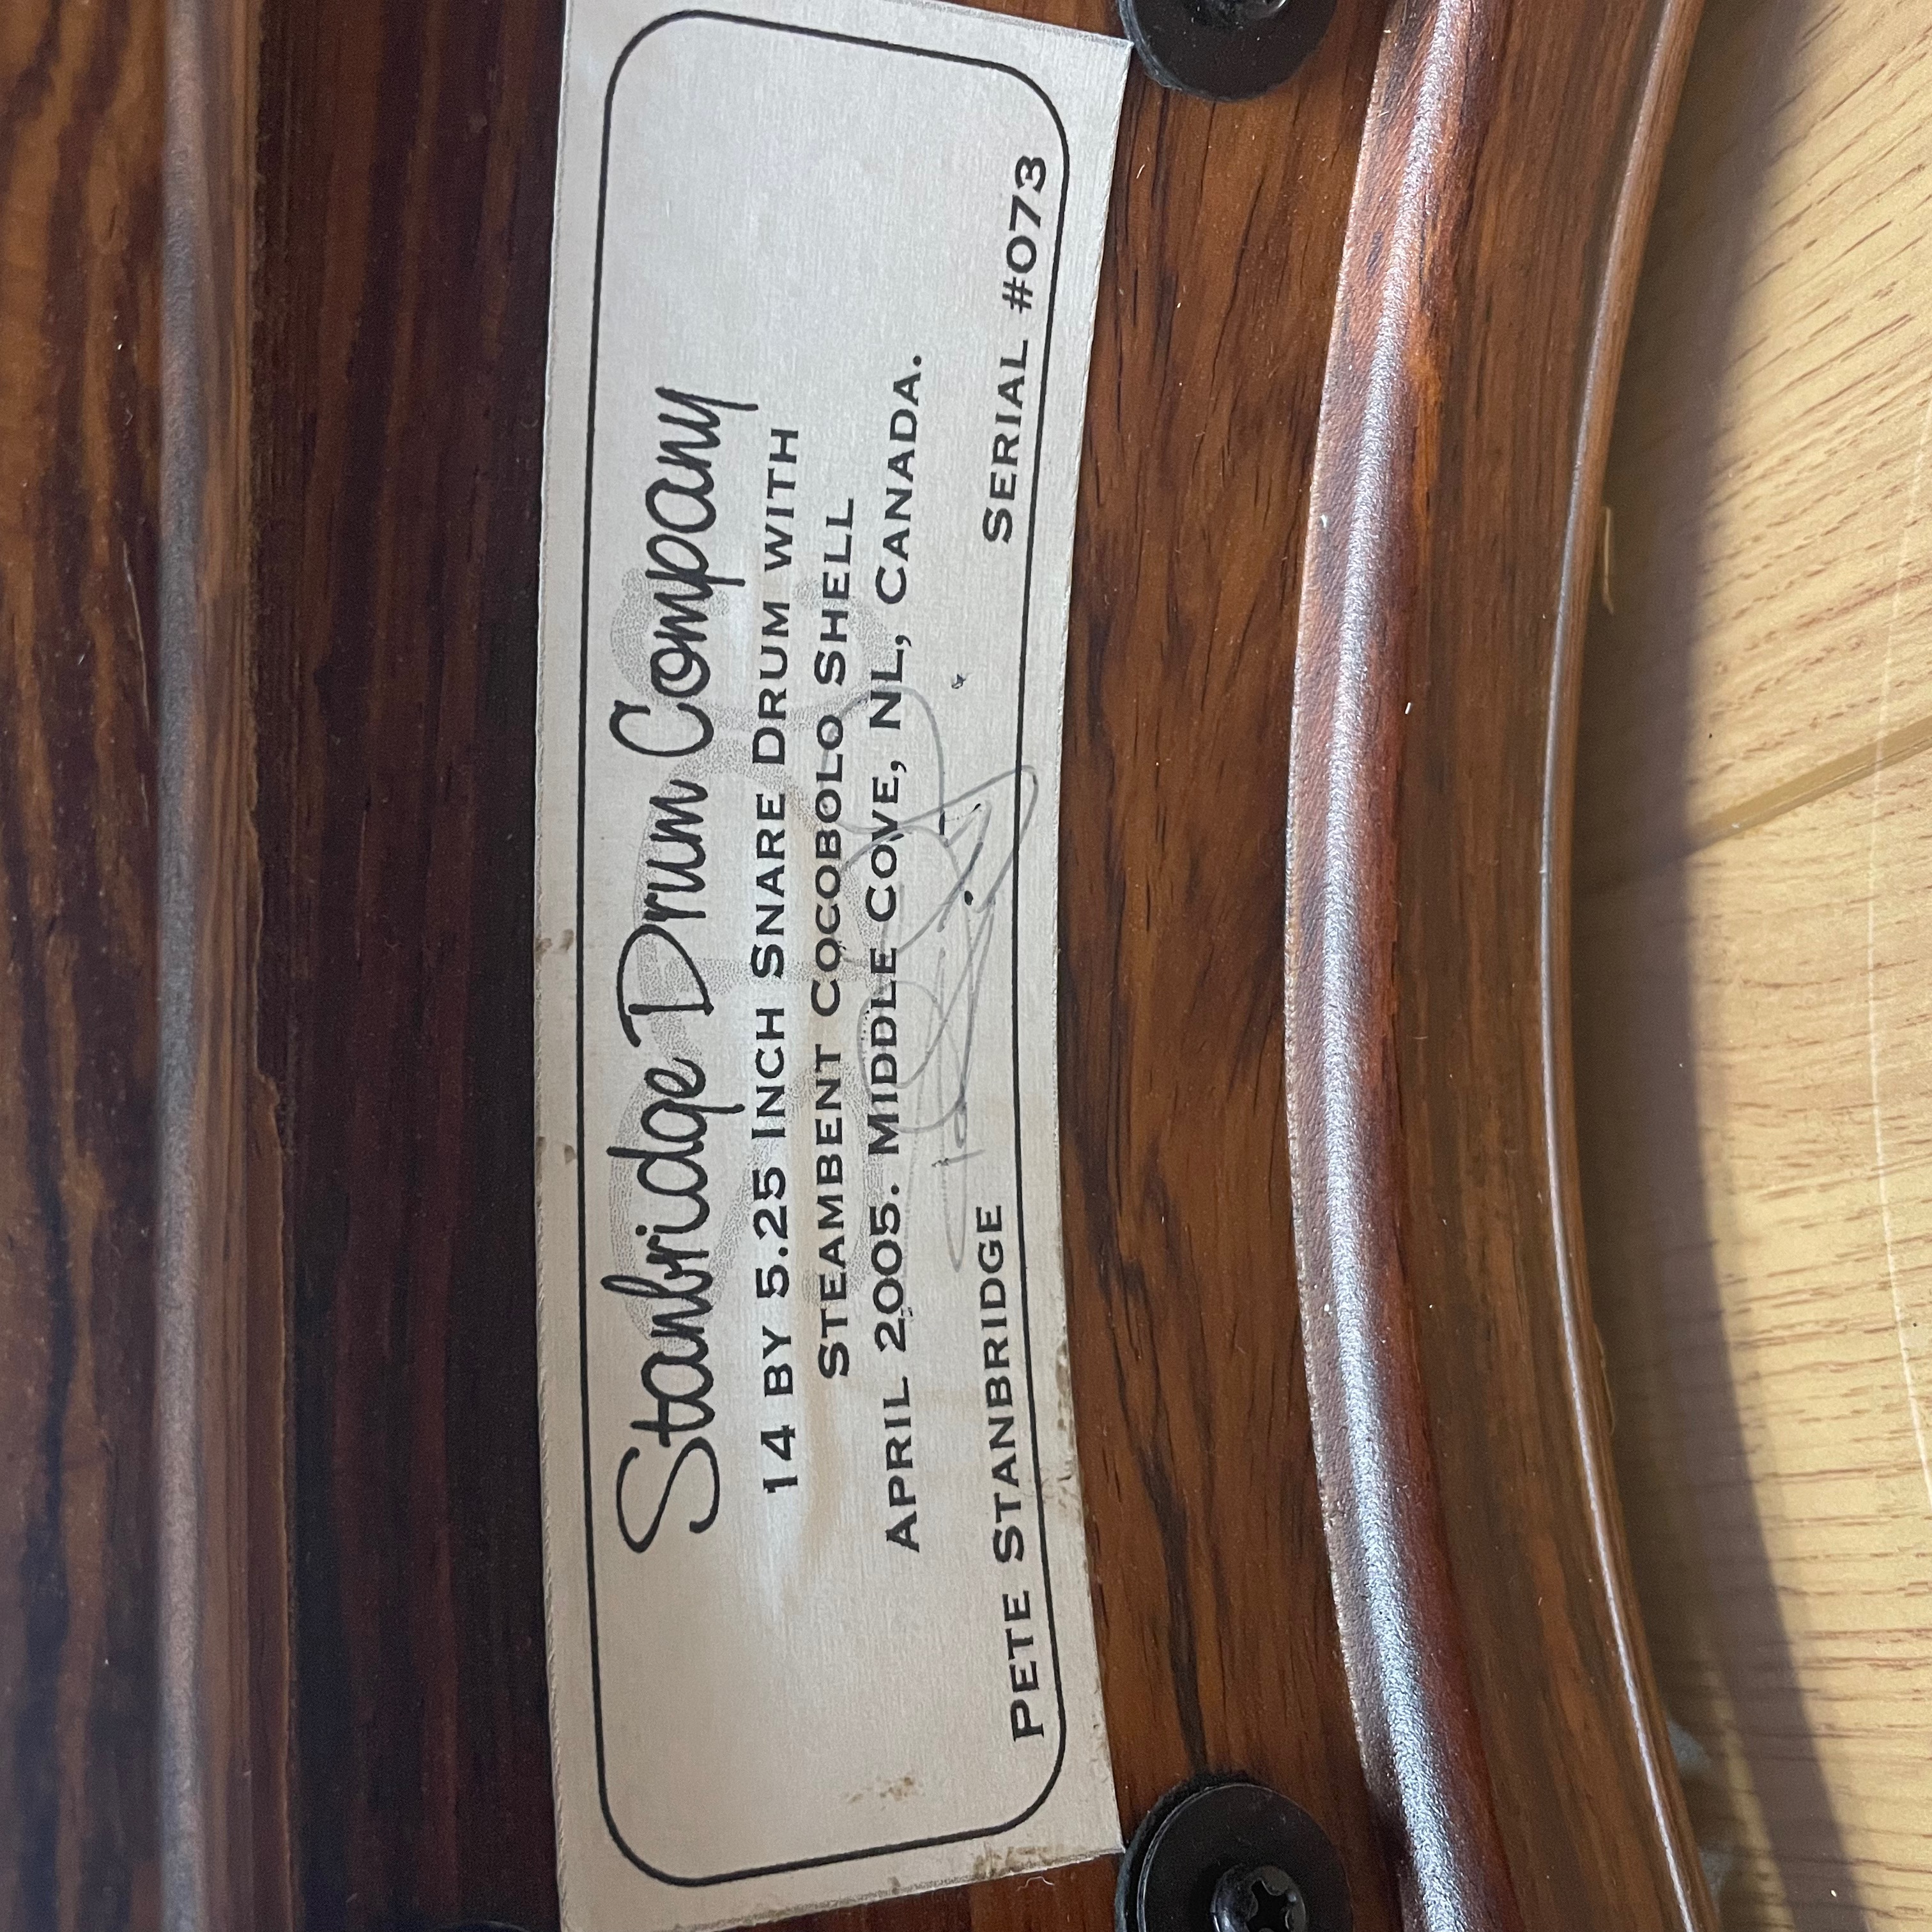 Stanbridge Drum Company
14 BY 5.25 INCH SNARE DRUM WITH
STEAMBENT COCOBOLO SHELL
APRIL 2005. MIDDLE COVE, NL, CANADA.
PETE STANBRIDGE SERIAL #073